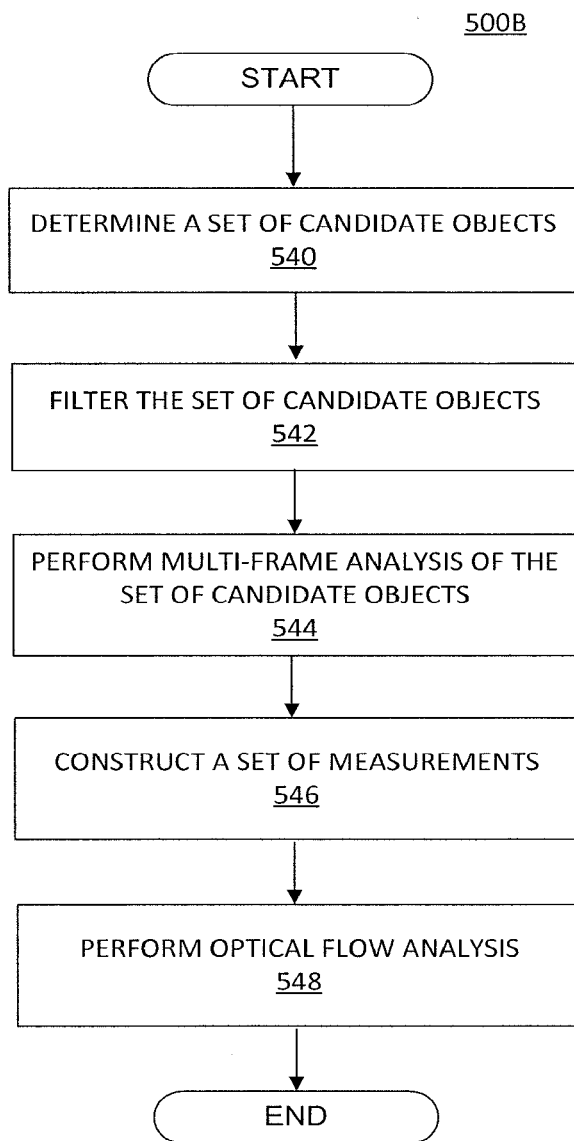 500B
START
DETERMINE A SET OF CANDIDATE OBJECTS
540
FILTER THE SET OF CANDIDATE OBJECTS
542
PERFORM MULTI-FRAME ANALYSIS OF THE
SET OF CANDIDATE OBJECTS
544
CONSTRUCT A SET OF MEASUREMENTS
546
PERFORM OPTICAL FLOW ANALYSIS
548
END